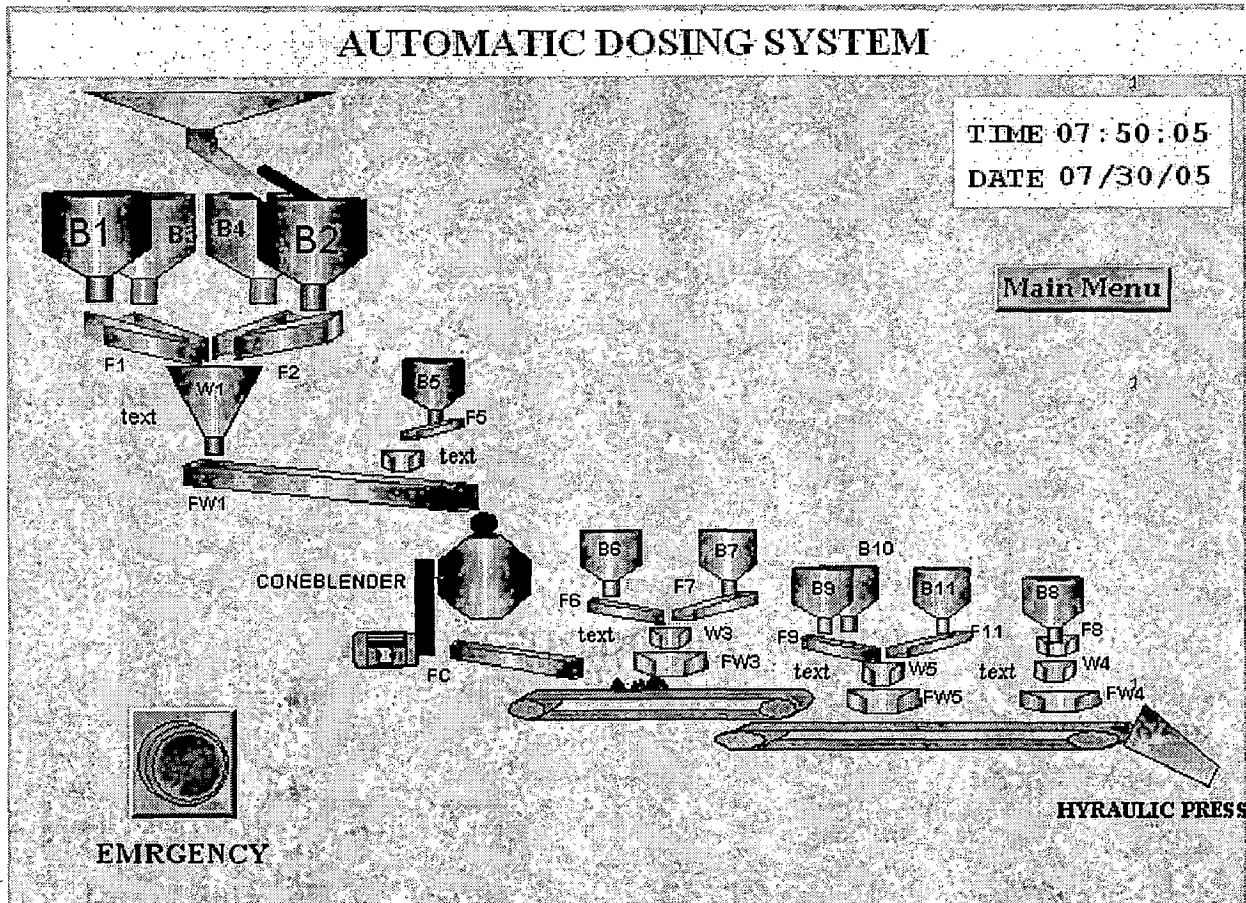 AUTOMATIC DOSING SYSTEM
TIME 07:50:05
DATE 07/30/05
Main Menu
B1
B4
B2
F1
F2
W1
text
B5
F5
text
FW1
CONEBLENDER
FC
B6
B7
F6
F7
text
W3
FW3
B10
B9
B11
F9
F11
text
W5
FW5
B8
F8
text
W4
FW4
HYRAULIC PRESS
EMRGENCY